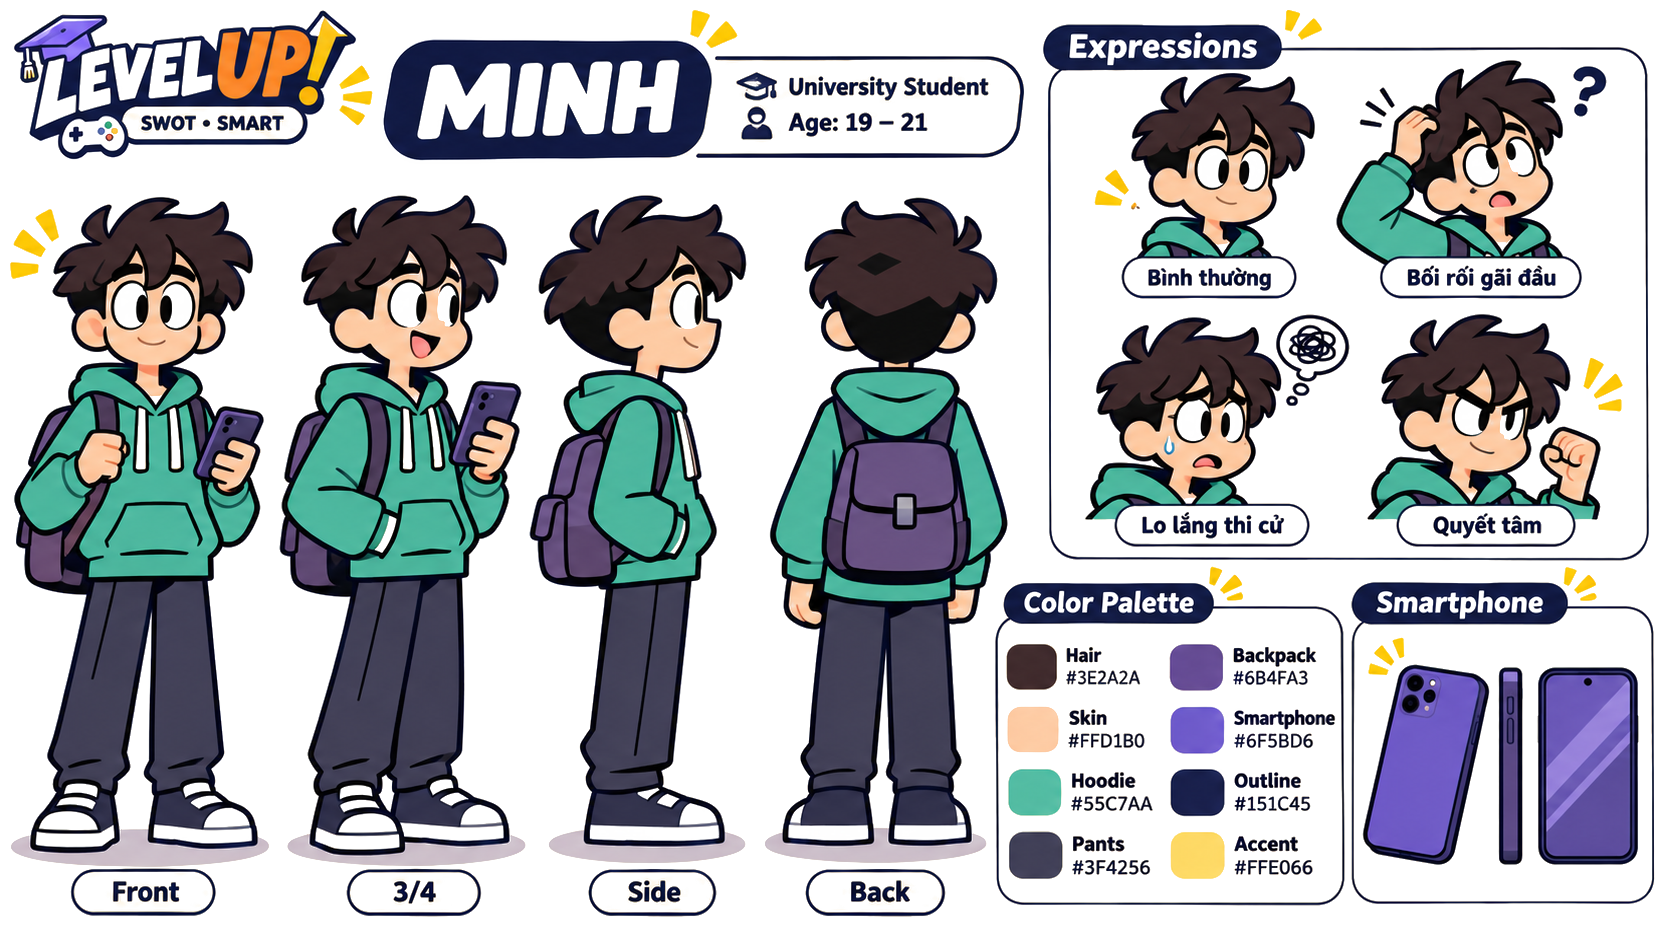 LEVEL UP!
SWOT • SMART
MINH
University Student
Age: 19 – 21
Expressions
?
Bình thường
Bối rối gãi đầu
Lo lắng thi cử
Quyết tâm
Front
3/4
Side
Back
Color Palette
Hair
#3E2A2A
Backpack
#6B4FA3
Skin
#FFD1B0
Smartphone
#6F5BD6
Hoodie
#55C7AA
Outline
#151C45
Pants
#3F4256
Accent
#FFE066
Smartphone